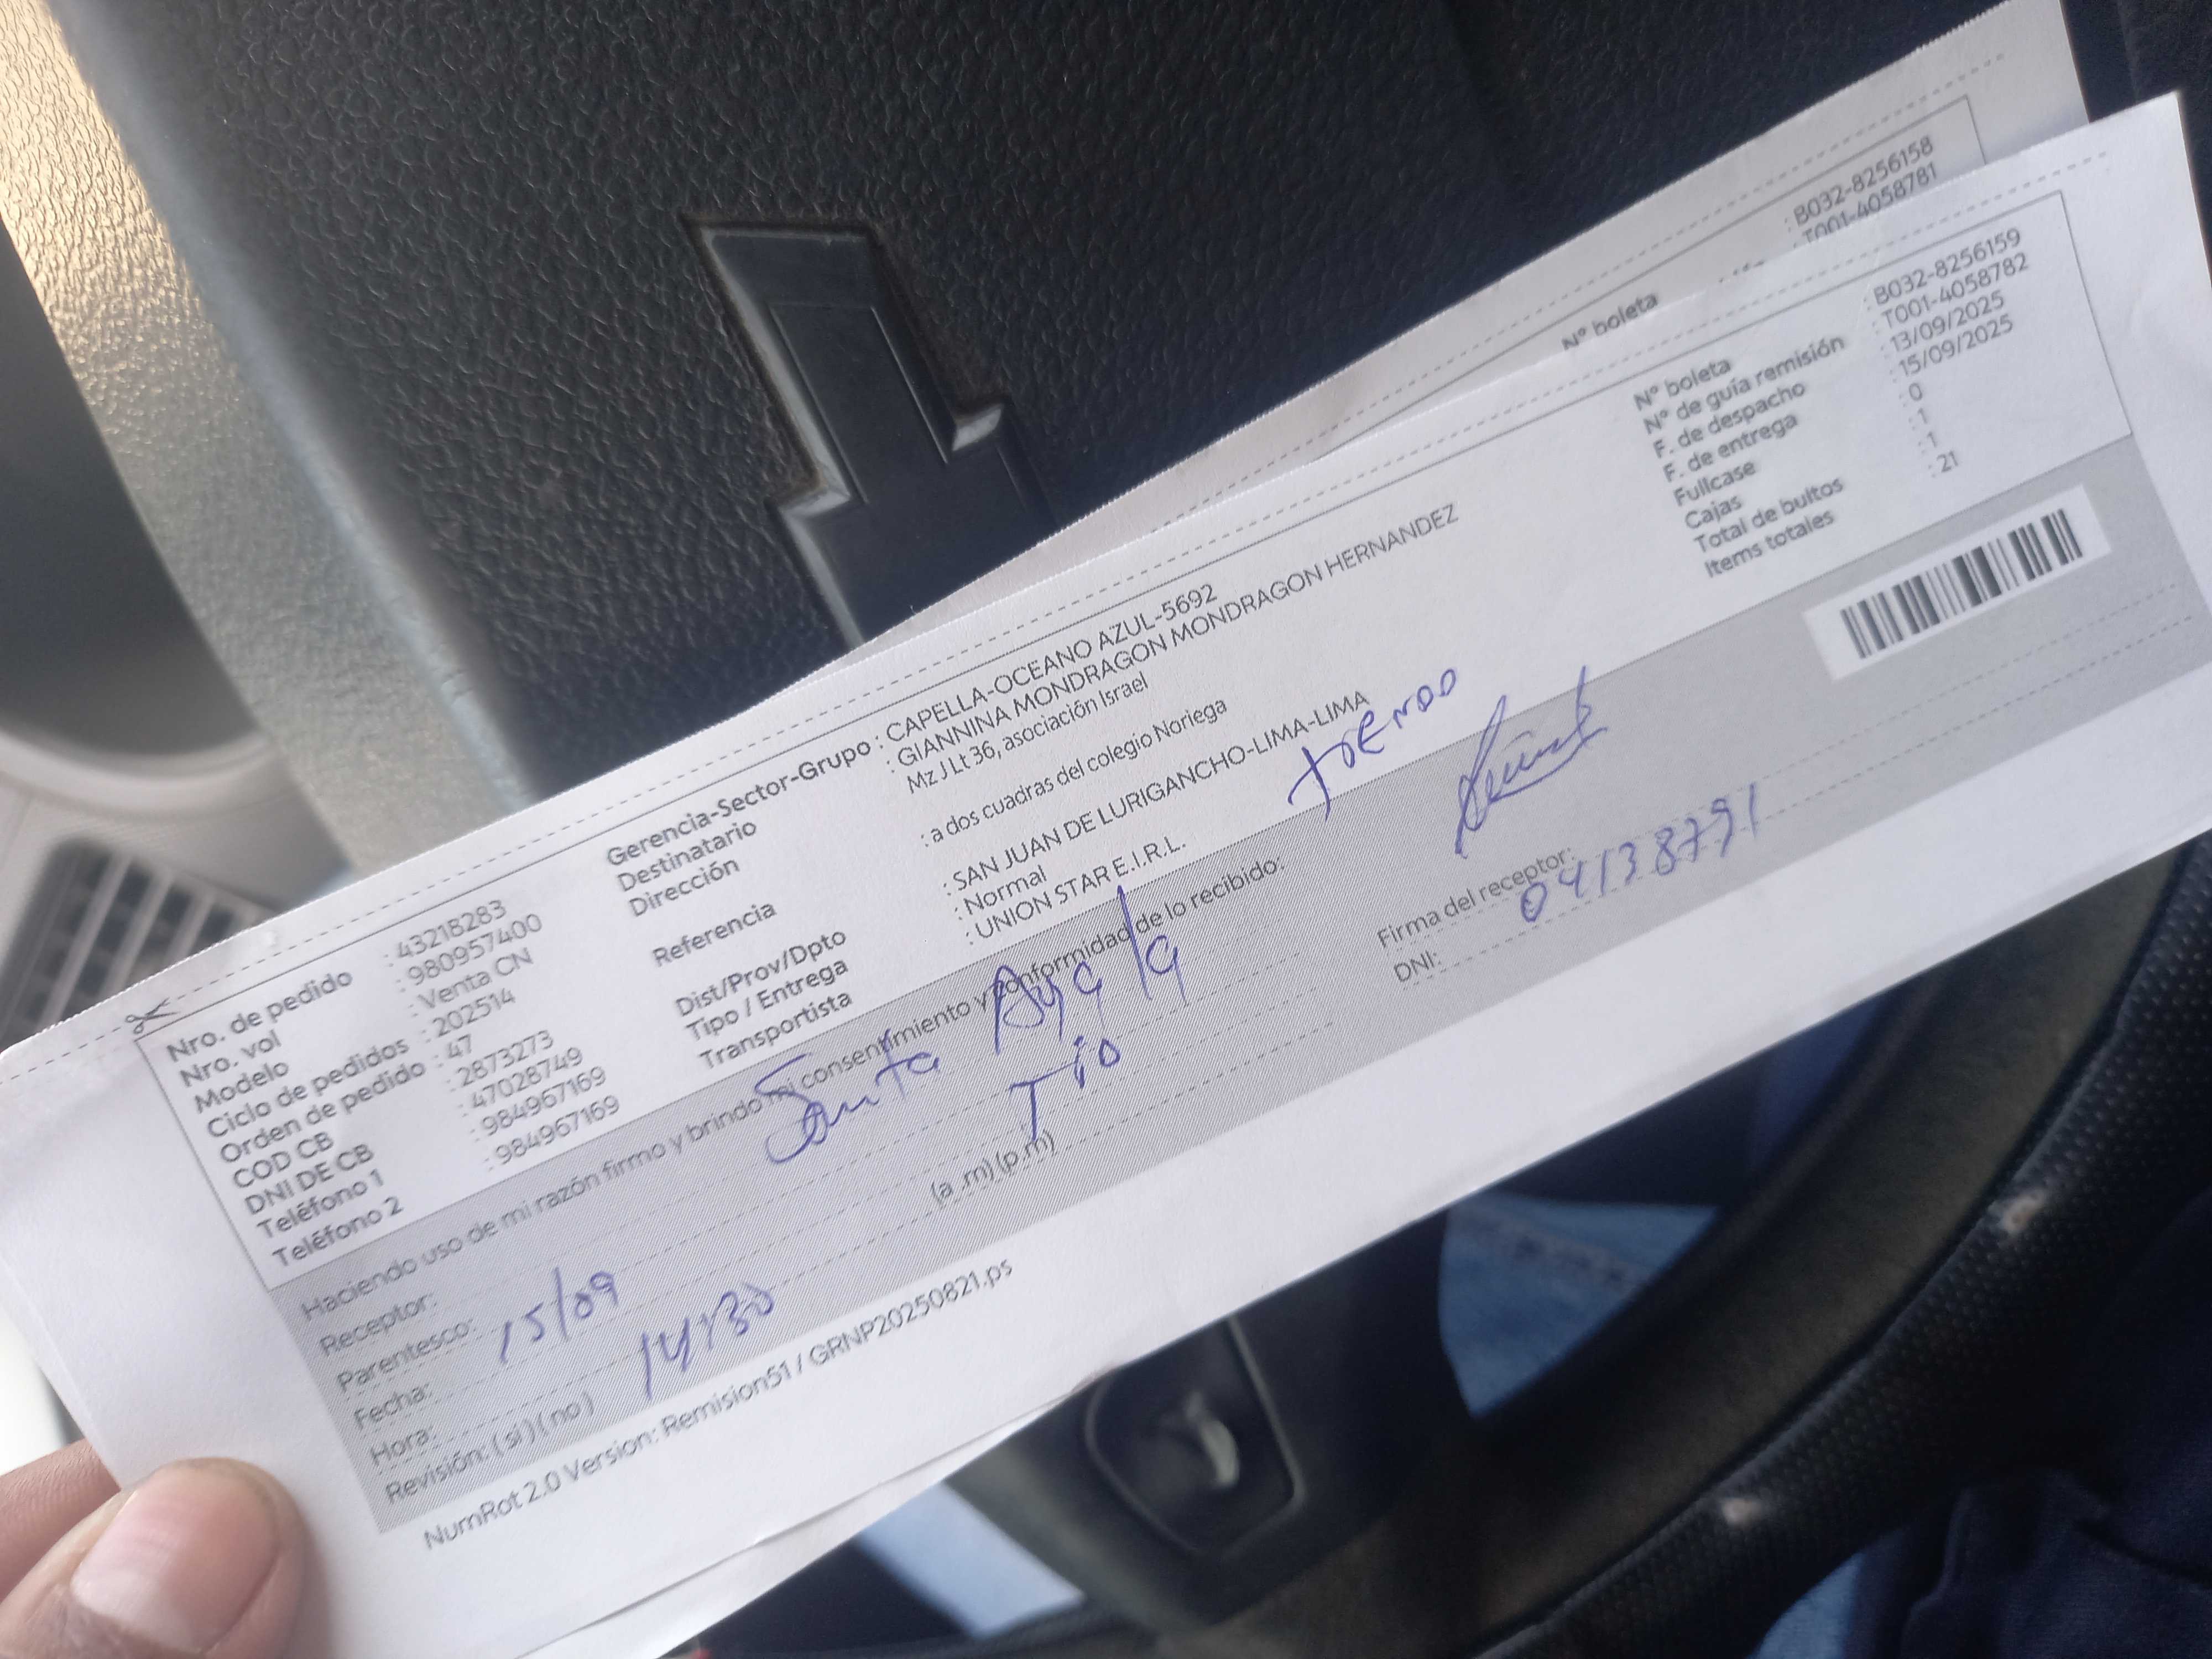 : B032-8256158
: T001-4058781
N° boleta
Nro. de pedido : 43218283
Nro. vol : 980957400
Modelo : Venta CN
Ciclo de pedidos : 202514
Orden de pedido : 47
COD CB : 2873273
DNI DE CB : 47028749
Teléfono 1 : 984967169
Teléfono 2 : 984967169
Gerencia-Sector-Grupo : CAPELLA-OCEANO AZUL-5692
Destinatario : GIANNINA MONDRAGON MONDRAGON HERNANDEZ
Dirección Mz J Lt 36, asociación Israel
Referencia : a dos cuadras del colegio Noriega
Dist/Prov/Dpto : SAN JUAN DE LURIGANCHO-LIMA-LIMA
Tipo / Entrega : Normal
Transportista : UNION STAR E.I.R.L.
N° boleta : B032-8256159
N° de guía remisión : T001-4058782
F. de despacho : 13/09/2025
F. de entrega : 15/09/2025
Fullcase : 0
Cajas : 1
Total de bultos : 1
Items totales : 21
Haciendo uso de mi razón firmo y brindo mi consentimiento y conformidad de lo recibido:
Receptor: Santa Ayala
Parentesco: Tio
Fecha: 15/09
Hora: 14:30 (a .m) (p.m)
Revisión: ( si ) ( no )
Firma del receptor:
DNI: 04138791
NumRot 2.0 Version: Remision51 / GRNP20250821.ps